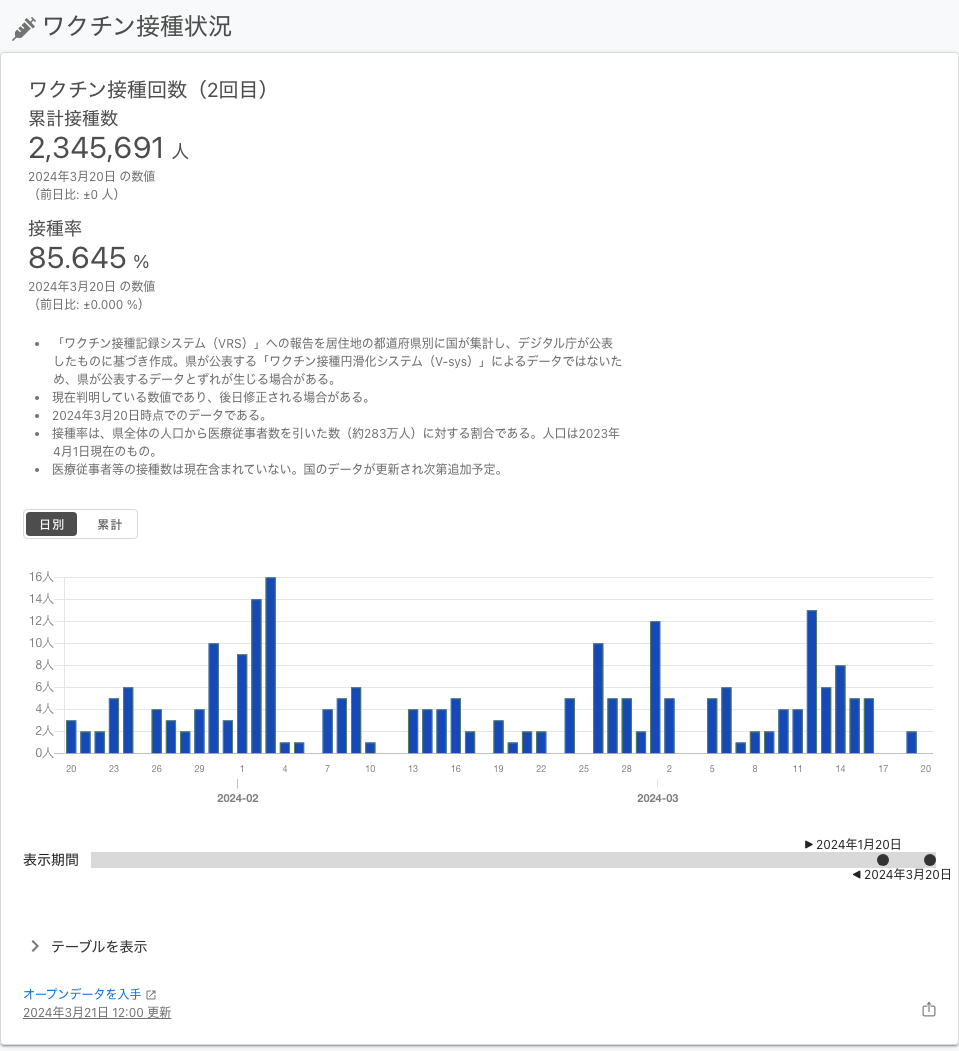 ワクチン接種状況
ワクチン接種回数（2回目）
累計接種数
2,345,691 人
2024年3月20日 の数値
（前日比: ±0 人）
接種率
85.645 %
2024年3月20日 の数値
（前日比: ±0.000 %）
• 「ワクチン接種記録システム（VRS）」への報告を居住地の都道府県別に国が集計し、デジタル庁が公表
したものに基づき作成。県が公表する「ワクチン接種円滑化システム（V-sys）」によるデータではないた
め、県が公表するデータとずれが生じる場合がある。
• 現在判明している数値であり、後日修正される場合がある。
• 2024年3月20日時点でのデータである。
• 接種率は、県全体の人口から医療従事者数を引いた数（約283万人）に対する割合である。人口は2023年
4月1日現在のもの。
• 医療従事者等の接種数は現在含まれていない。国のデータが更新され次第追加予定。
日別 累計
16人
14人
12人
10人
8人
6人
4人
2人
0人
20 23 26 29 1 4 7 10 13 16 19 22 25 28 2 5 8 11 14 17 20
2024-02 2024-03
▶ 2024年1月20日
表示期間
◀ 2024年3月20日
テーブルを表示
オープンデータを入手
2024年3月21日 12:00 更新